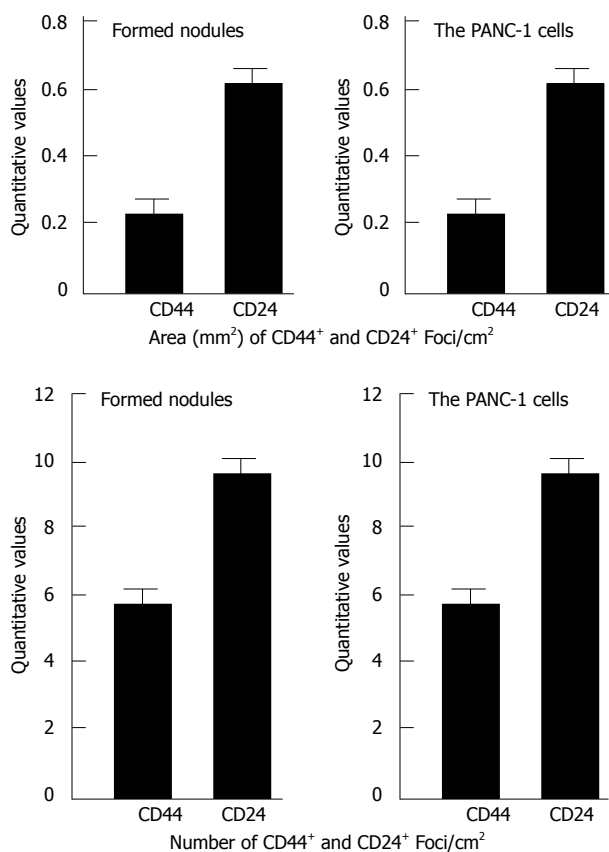 Formed nodules
Quantitative values
0.8
0.6
0.4
0.2
0
CD44 CD24
The PANC-1 cells
Quantitative values
0.8
0.6
0.4
0.2
0
CD44 CD24
Area (mm²) of CD44⁺ and CD24⁺ Foci/cm²
Formed nodules
Quantitative values
12
10
8
6
4
2
0
CD44 CD24
The PANC-1 cells
Quantitative values
12
10
8
6
4
2
0
CD44 CD24
Number of CD44⁺ and CD24⁺ Foci/cm²